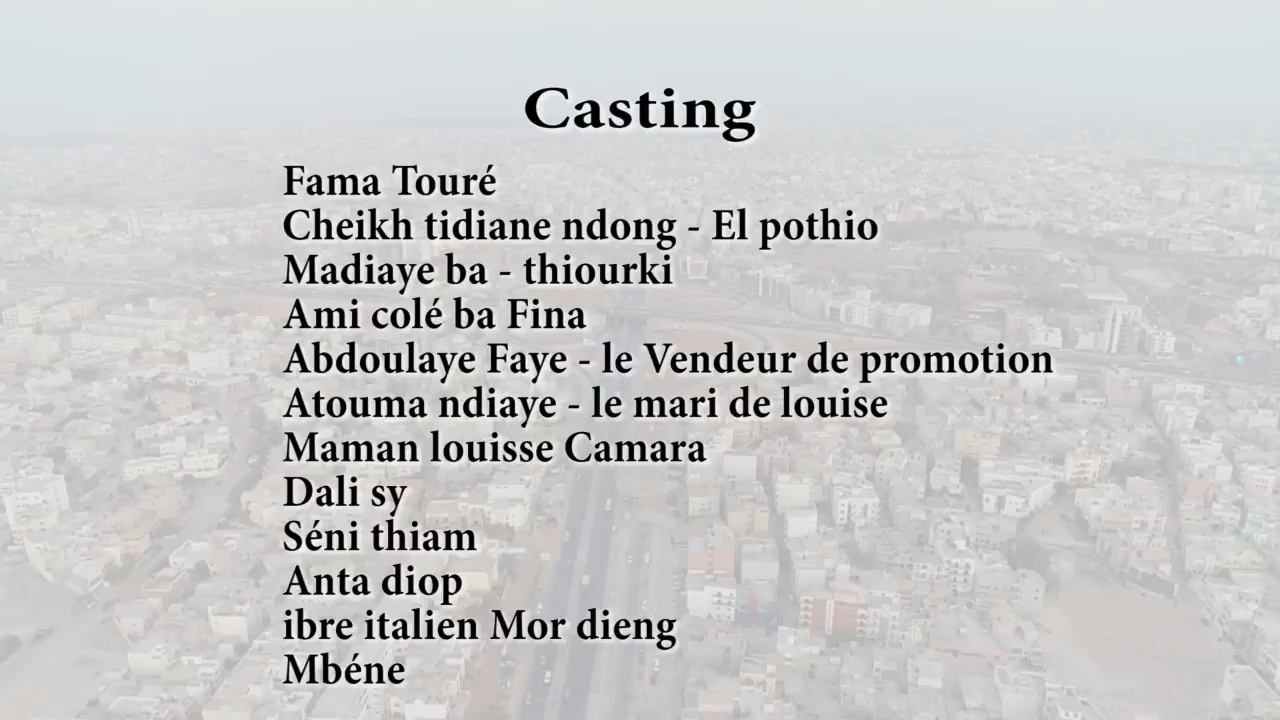 Casting
Fama Touré
Cheikh tidiane ndong - El pothio
Madiaye ba - thiourki
Ami colé ba Fina
Abdoulaye Faye - le Vendeur de promotion
Atouma ndiaye - le mari de louise
Maman louisse Camara
Dali sy
Séni thiam
Anta diop
ibre italien Mor dieng
Mbéne